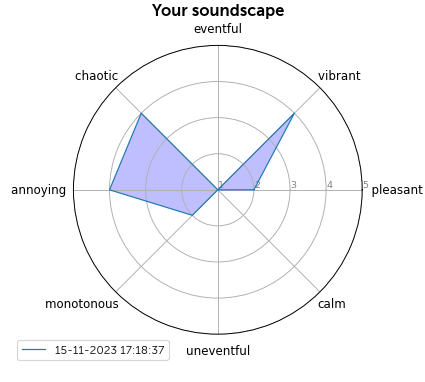 Your soundscape
eventful
chaotic
vibrant
annoying
1 2 3 4 5
pleasant
monotonous
calm
15-11-2023 17:18:37
uneventful